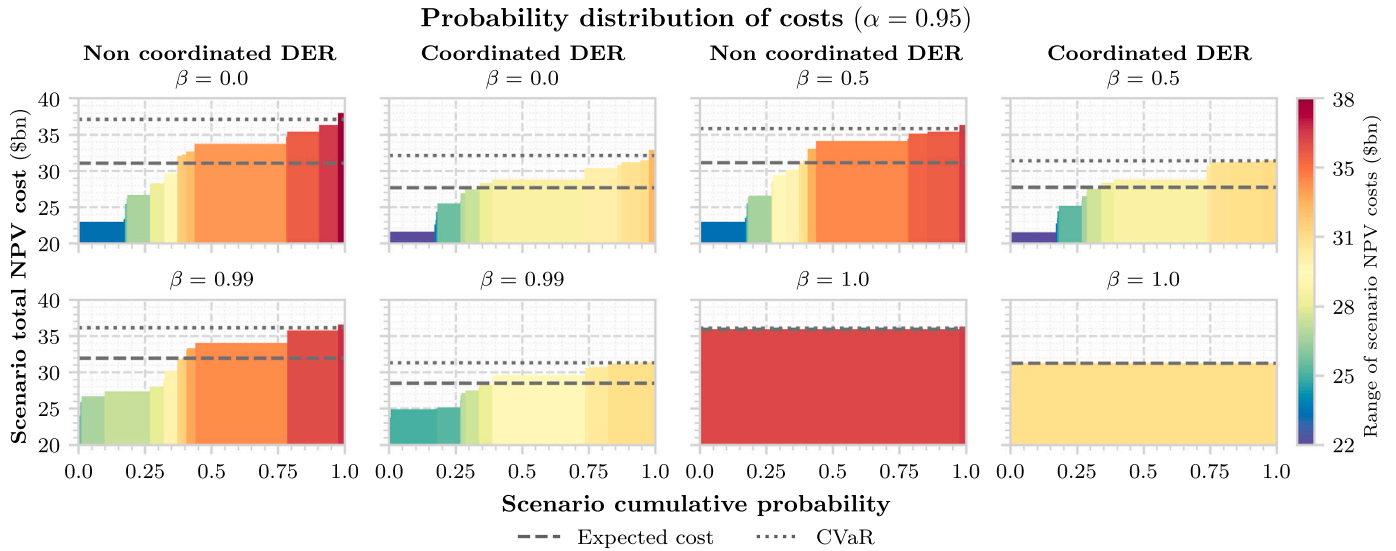 Probability distribution of costs (α = 0.95)
Non coordinated DER
β = 0.0
Coordinated DER
β = 0.0
Non coordinated DER
β = 0.5
Coordinated DER
β = 0.5
40
35
30
25
20
β = 0.99
β = 0.99
β = 1.0
β = 1.0
40
35
30
25
20
0.0 0.25 0.5 0.75 1.0
0.0 0.25 0.5 0.75 1.0
0.0 0.25 0.5 0.75 1.0
0.0 0.25 0.5 0.75 1.0
Scenario total NPV cost ($bn)
38
35
31
28
25
22
Range of scenario NPV costs ($bn)
Scenario cumulative probability
Expected cost CVaR